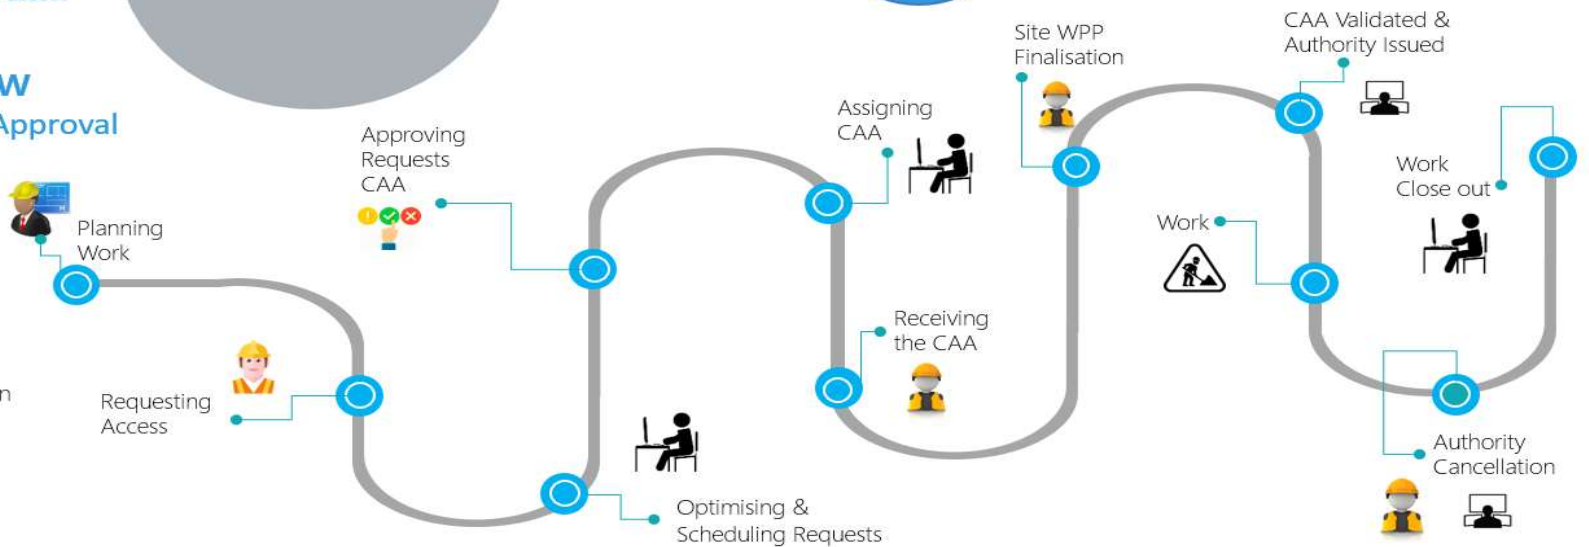 W
Approval
Planning
Work
n
Requesting
Access
Approving
Requests
CAA
Optimising &
Scheduling Requests
Assigning
CAA
Receiving
the CAA
Site WPP
Finalisation
CAA Validated &
Authority Issued
Work
Authority
Cancellation
Work
Close out